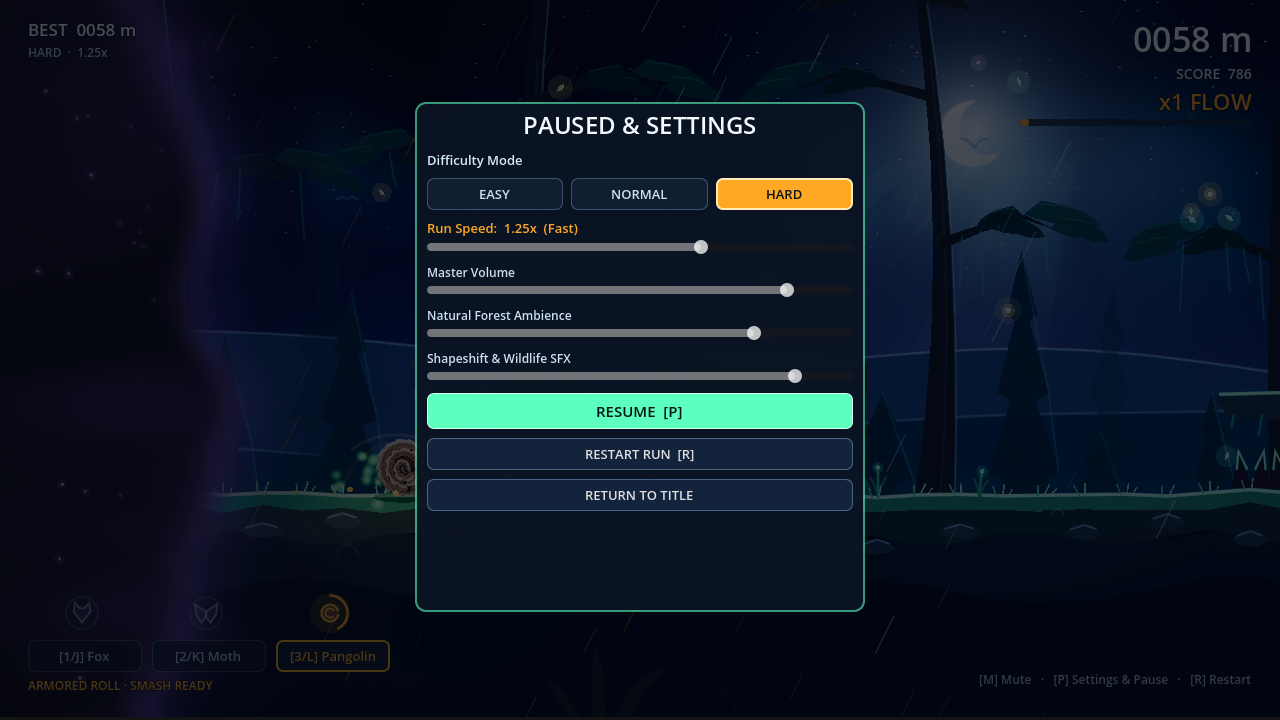 BEST 0058 m
HARD · 1.25x
0058 m
SCORE 786
x1 FLOW
PAUSED & SETTINGS
Difficulty Mode
EASY
NORMAL
HARD
Run Speed: 1.25x (Fast)
Master Volume
Natural Forest Ambience
Shapeshift & Wildlife SFX
RESUME [P]
RESTART RUN [R]
RETURN TO TITLE
[1/J] Fox
[2/K] Moth
[3/L] Pangolin
ARMORED ROLL · SMASH READY
[M] Mute · [P] Settings & Pause · [R] Restart